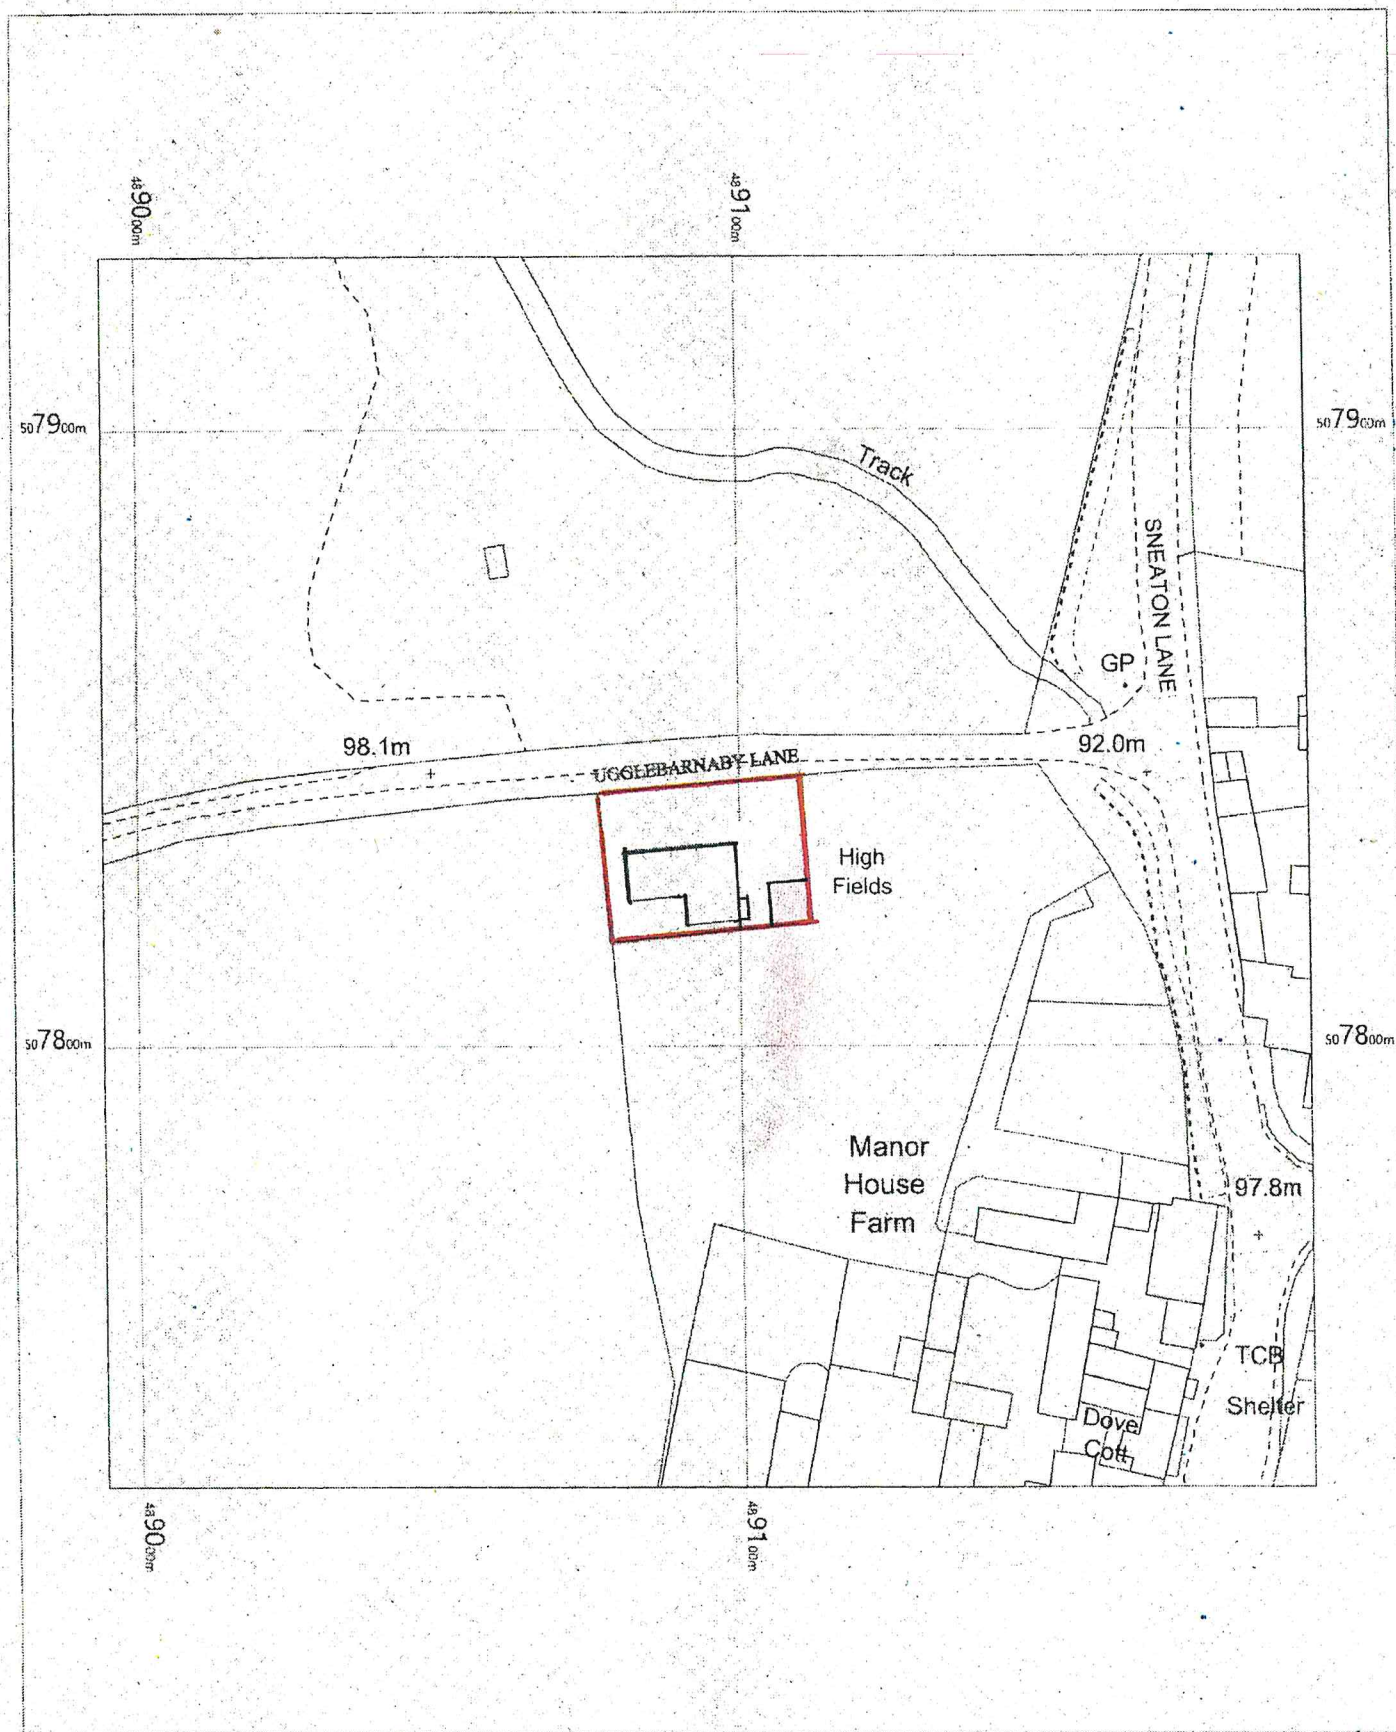 4890 00m
4891 00m
5079 00m
5079 00m
Track
SNEATON LANE
GP
98.1m
92.0m
UGGLEBARNABY LANE
High
Fields
5078 00m
5078 00m
Manor
House
Farm
97.8m
TCB
Shelter
Dove
Cott
4890 00m
4891 00m